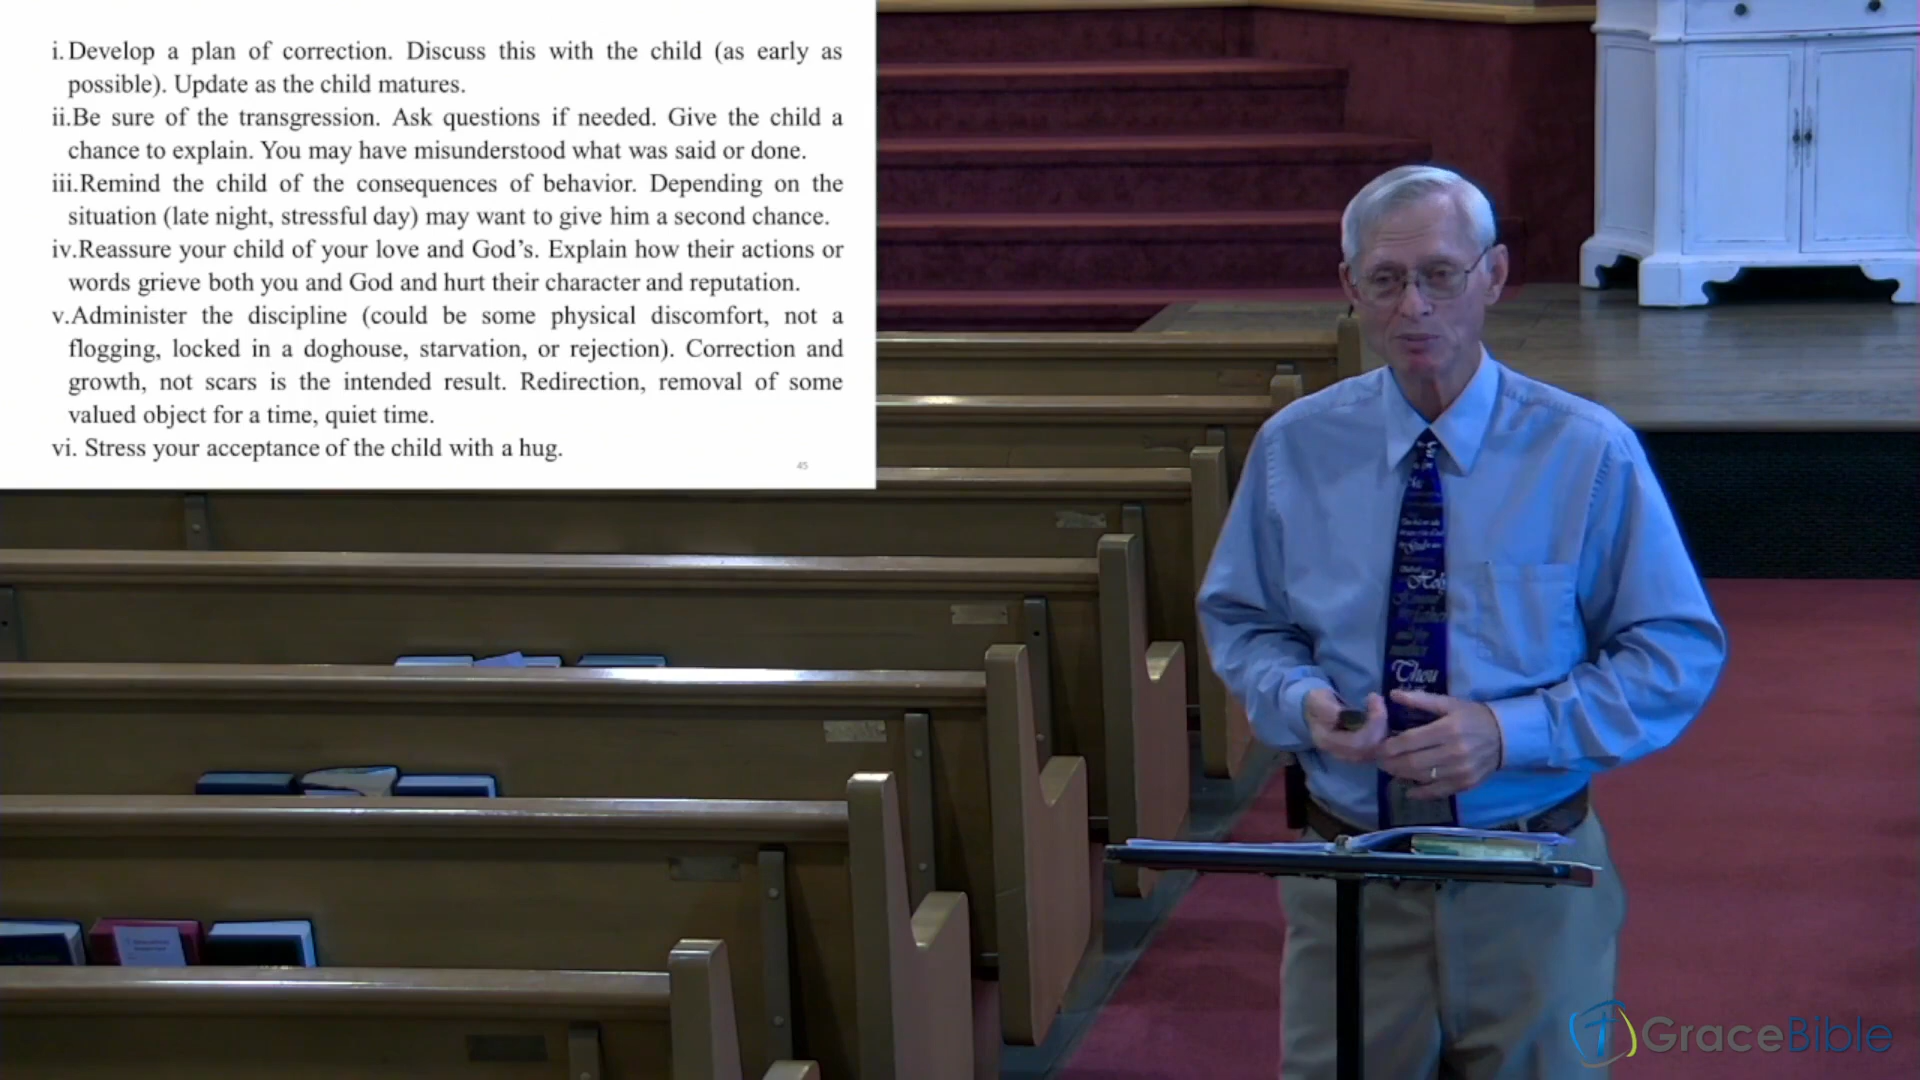 i. Develop a plan of correction. Discuss this with the child (as early as
possible). Update as the child matures.
ii.Be sure of the transgression. Ask questions if needed. Give the child a
chance to explain. You may have misunderstood what was said or done.
iii.Remind the child of the consequences of behavior. Depending on the
situation (late night, stressful day) may want to give him a second chance.
iv.Reassure your child of your love and God's. Explain how their actions or
words grieve both you and God and hurt their character and reputation.
v.Administer the discipline (could be some physical discomfort, not a
flogging, locked in a doghouse, starvation, or rejection). Correction and
growth, not scars is the intended result. Redirection, removal of some
valued object for a time, quiet time.
vi. Stress your acceptance of the child with a hug.
45
Holy
father
mother
Thou
GraceBible